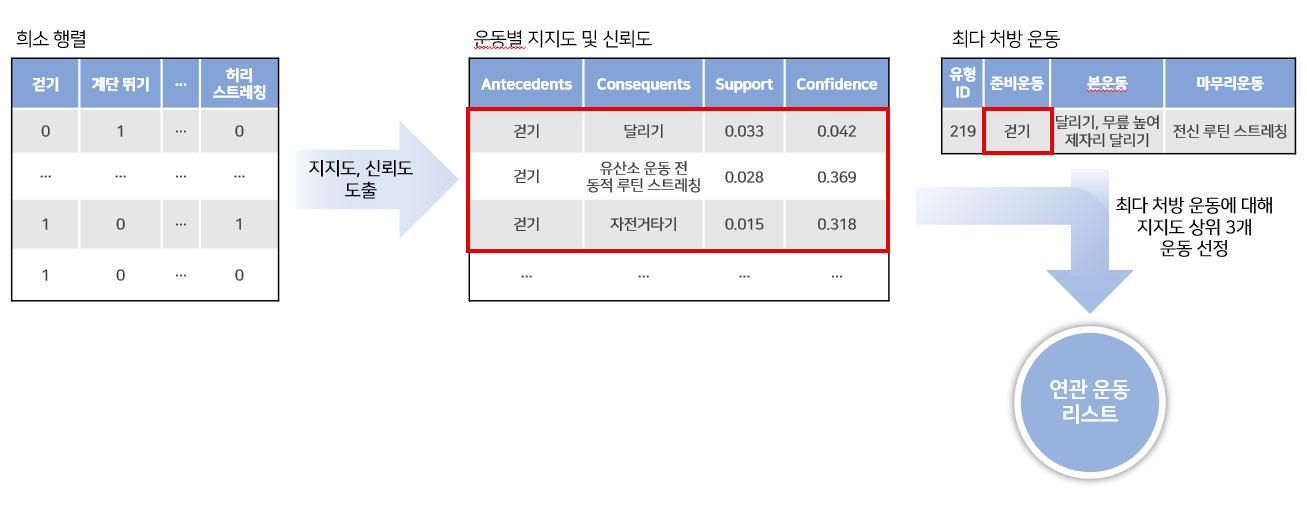 희소 행렬
걷기 계단 뛰기 ... 허리 스트레칭
0 1 ... 0
... ... ... ...
1 0 ... 1
1 0 ... 0
지지도, 신뢰도
도출
운동별 지지도 및 신뢰도
Antecedents Consequents Support Confidence
걷기 달리기 0.033 0.042
걷기 유산소 운동 전 동적 루틴 스트레칭 0.028 0.369
걷기 자전거타기 0.015 0.318
... ... ... ...
최다 처방 운동
유형 ID 준비운동 본운동 마무리운동
219 걷기 달리기, 무릎 높여 제자리 달리기 전신 루틴 스트레칭
최다 처방 운동에 대해
지지도 상위 3개
운동 선정
연관 운동
리스트